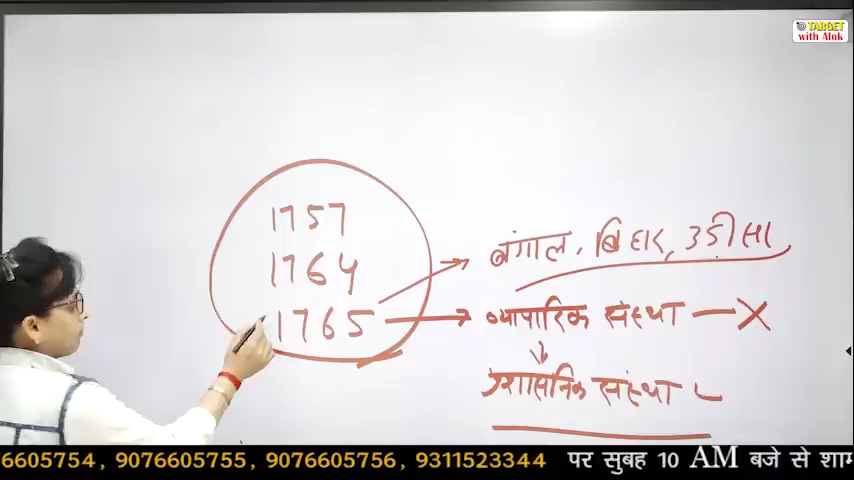 TARGET
with Alok
1757
1764
1765
बंगाल, बिहार, उडीसा
व्यापारिक संस्था — X
प्रशासनिक संस्था
6605754, 9076605755, 9076605756, 9311523344 पर सुबह 10 AM बजे से शाम